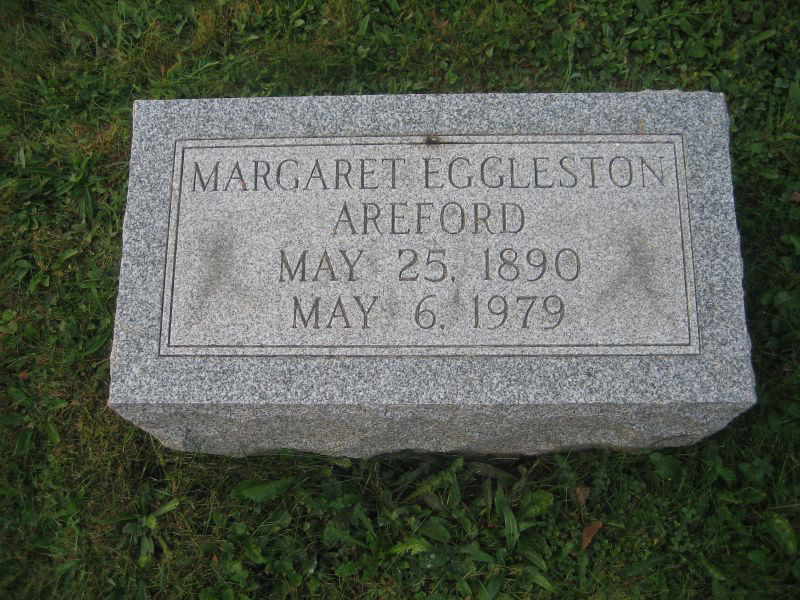 MARGARET EGGLESTON
AREFORD
MAY 25, 1890
MAY 6, 1979